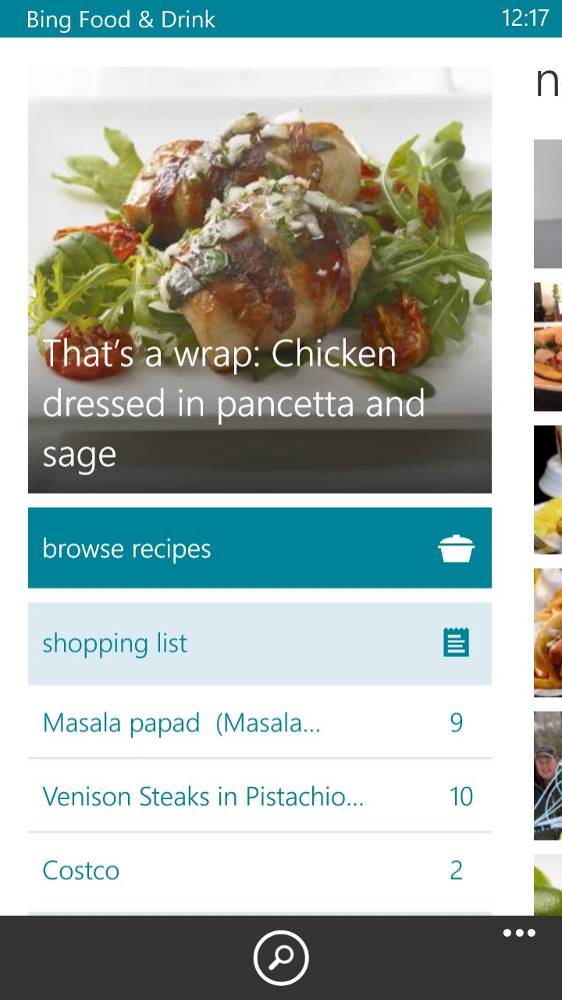 Bing Food & Drink 12:17
n
That's a wrap: Chicken
dressed in pancetta and
sage
browse recipes
shopping list
Masala papad (Masala... 9
Venison Steaks in Pistachio... 10
Costco 2